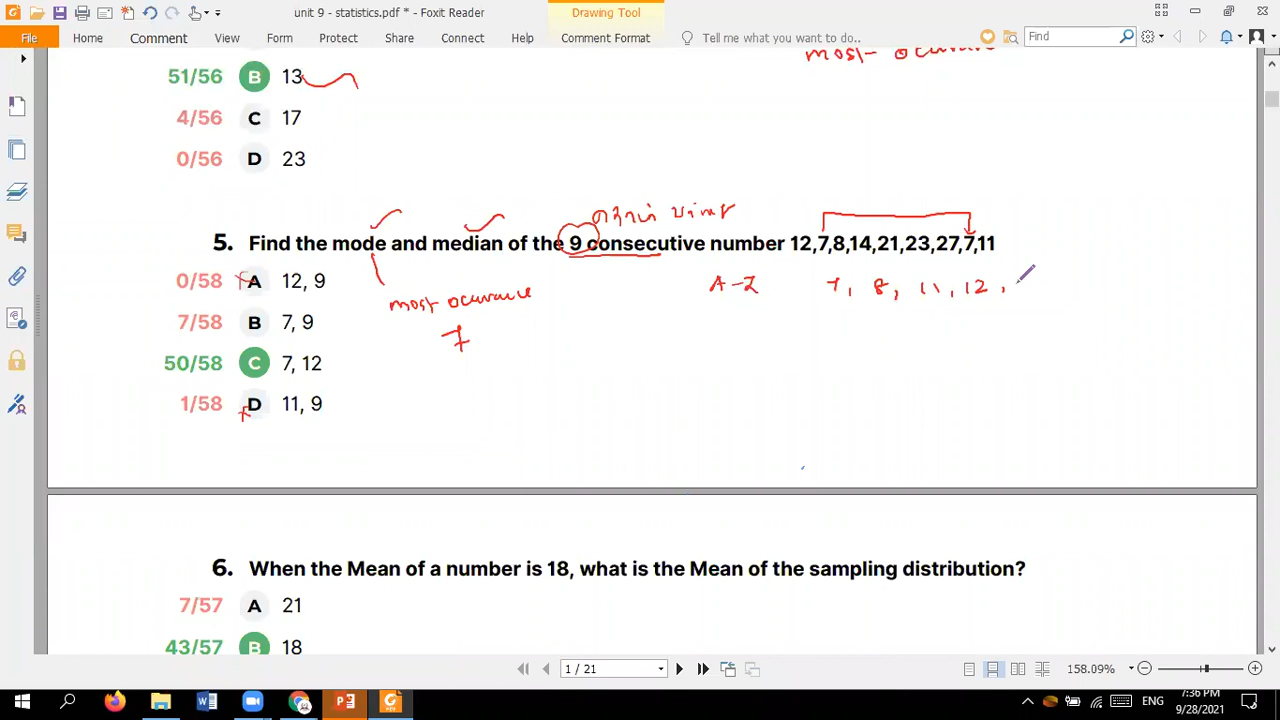 unit 9 - statistics.pdf * - Foxit Reader
Drawing Tool
File Home Comment View Form Protect Share Connect Help Comment Format Tell me what you want to do.. Find
most occurance
51/56 B 13
4/56 C 17
0/56 D 23
5. Find the mode and median of the 9 consecutive number 12,7,8,14,21,23,27,7,11
0/58 A 12, 9
A-Z 7, 8, 11, 12,
most occurance
7/58 B 7, 9
7
50/58 C 7, 12
1/58 D 11, 9
6. When the Mean of a number is 18, what is the Mean of the sampling distribution?
7/57 A 21
43/57 B 18
1 / 21
158.09%
ENG
7:36 PM
9/28/2021